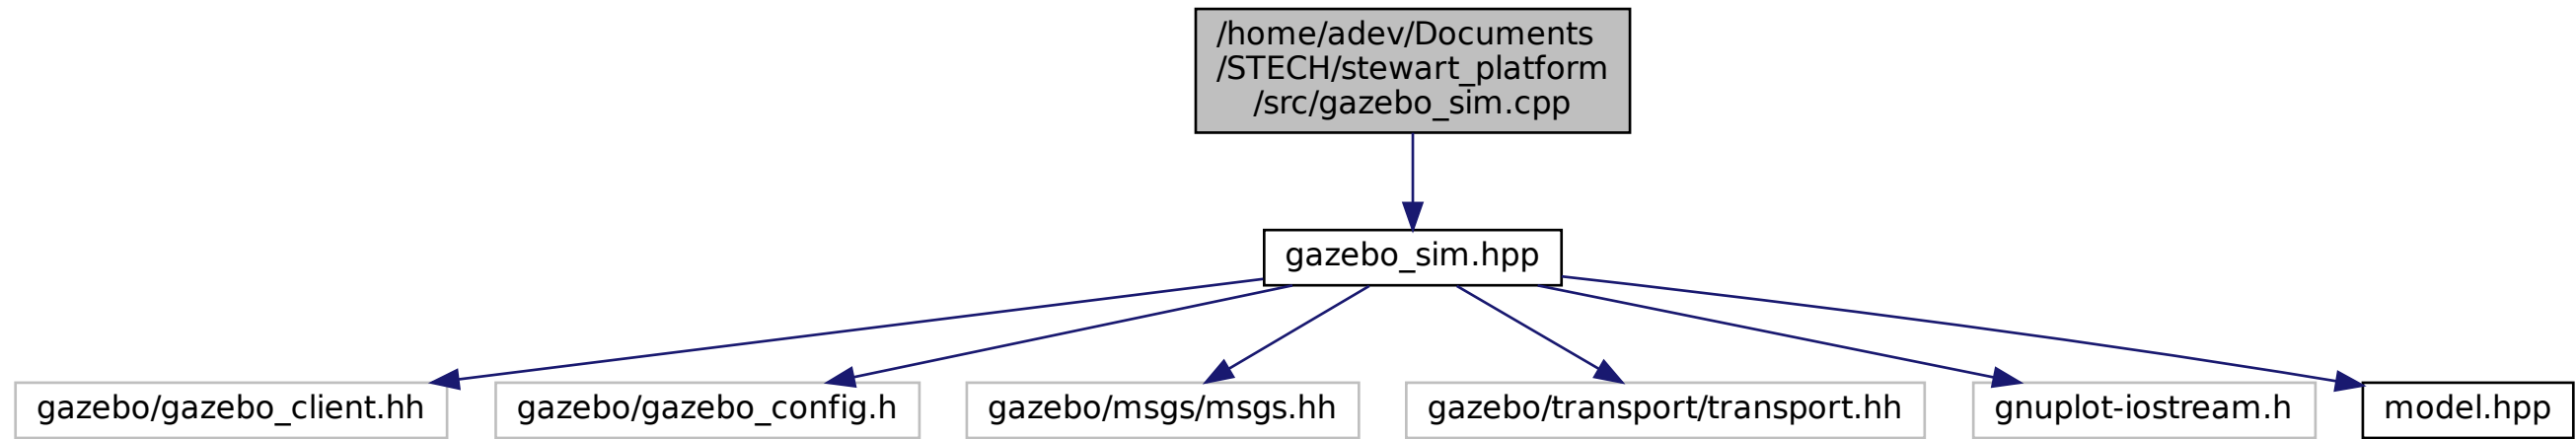 /home/adev/Documents
/STECH/stewart_platform
/src/gazebo_sim.cpp
gazebo_sim.hpp
gazebo/gazebo_client.hh
gazebo/gazebo_config.h
gazebo/msgs/msgs.hh
gazebo/transport/transport.hh
gnuplot-iostream.h
model.hpp